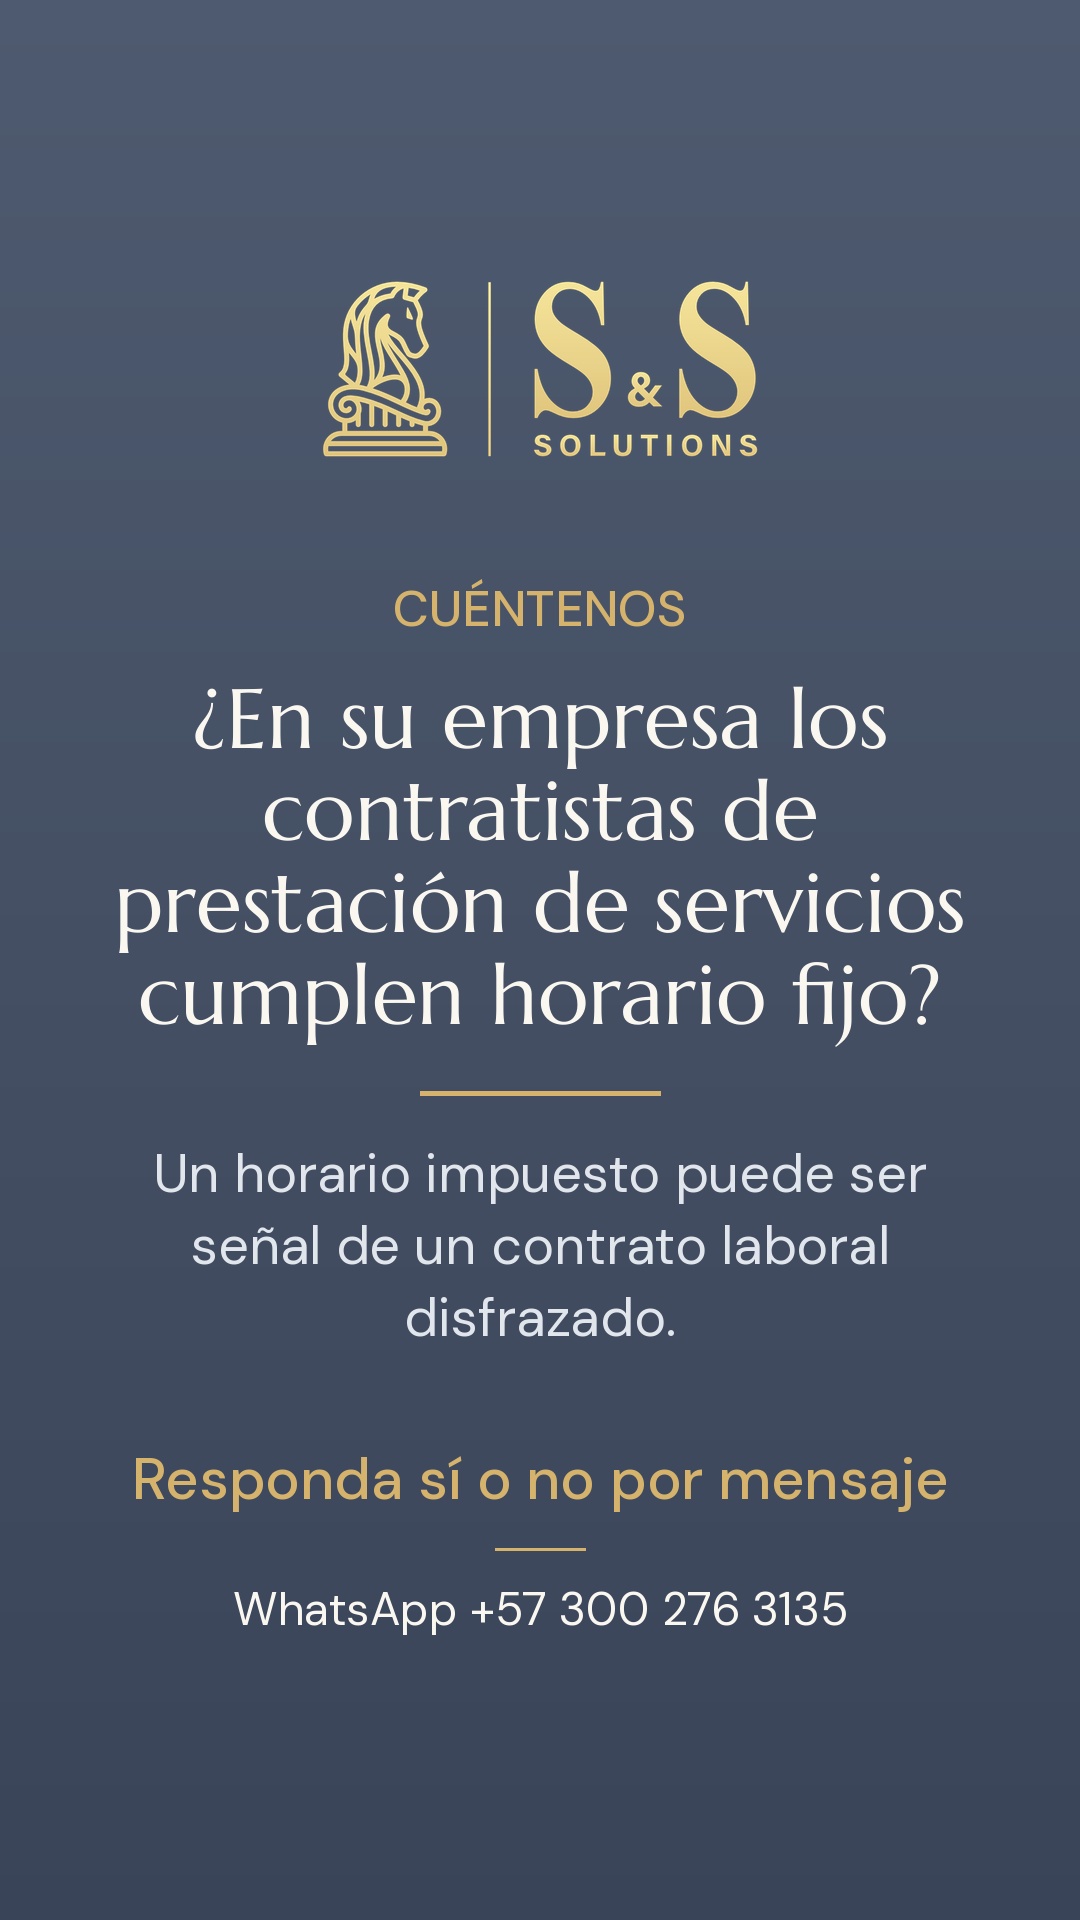 S&S
SOLUTIONS
CUÉNTENOS
¿En su empresa los
contratistas de
prestación de servicios
cumplen horario fijo?
Un horario impuesto puede ser
señal de un contrato laboral
disfrazado.
Responda sí o no por mensaje
WhatsApp +57 300 276 3135